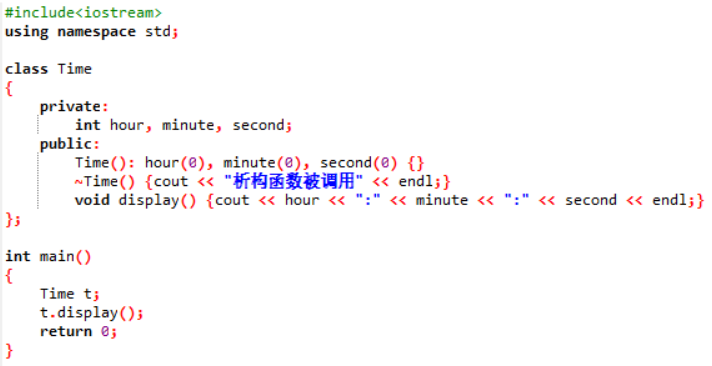 #include<iostream>
using namespace std;
class Time
{
private:
int hour, minute, second;
public:
Time(): hour(0), minute(0), second(0) {}
~Time() {cout << "析构函数被调用" << endl;}
void display() {cout << hour << ":" << minute << ":" << second << endl;}
};
int main()
{
Time t;
t.display();
return 0;
}